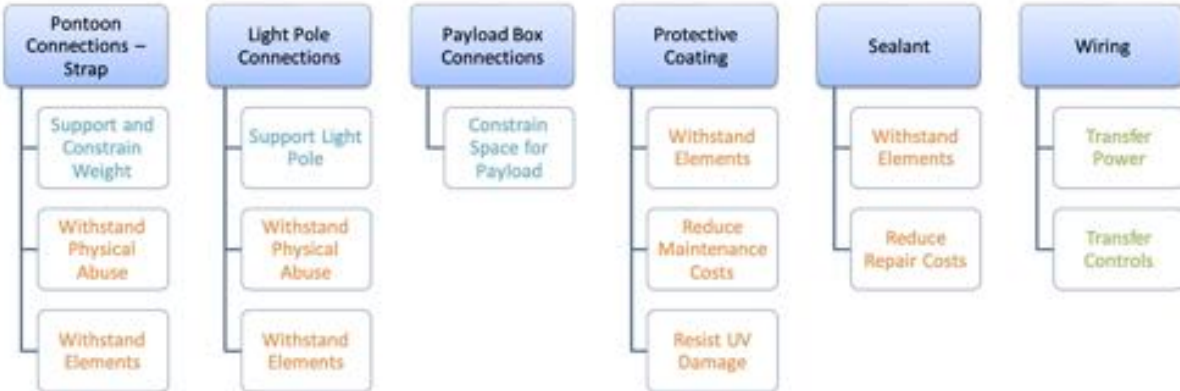 Pontoon
Connections –
Strap
Support and
Constrain
Weight
Withstand
Physical
Abuse
Withstand
Elements
Light Pole
Connections
Support Light
Pole
Withstand
Physical
Abuse
Withstand
Elements
Payload Box
Connections
Constrain
Space for
Payload
Protective
Coating
Withstand
Elements
Reduce
Maintenance
Costs
Resist UV
Damage
Sealant
Withstand
Elements
Reduce
Repair Costs
Wiring
Transfer
Power
Transfer
Controls